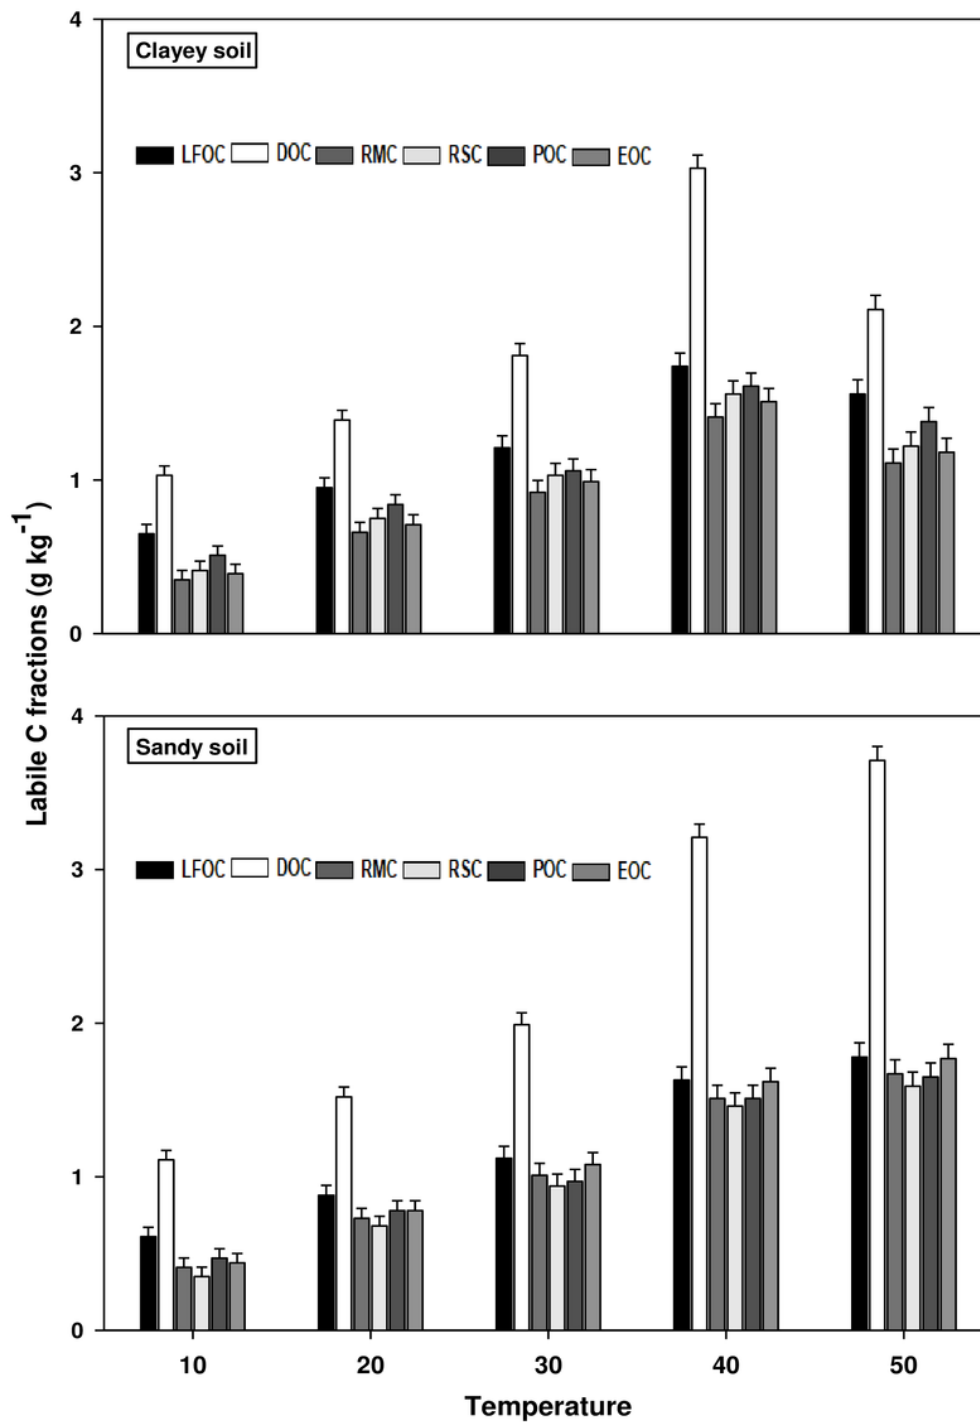 4
Clayey soil
LFOC DOC RMC RSC POC EOC
3
2
1
0
Labile C fractions (g kg-1)
4
Sandy soil
LFOC DOC RMC RSC POC EOC
3
2
1
0
10 20 30 40 50
Temperature